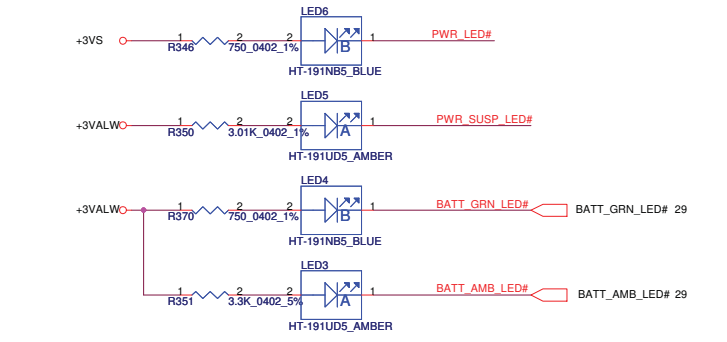 LED6
+3VS 1 2 2 B 1 PWR_LED#
R346 750_0402_1%
HT-191NB5_BLUE
LED5
+3VALW 1 2 2 A 1 PWR_SUSP_LED#
R350 3.01K_0402_1%
HT-191UD5_AMBER
LED4
+3VALW 1 2 2 B 1 BATT_GRN_LED# BATT_GRN_LED# 29
R370 750_0402_1%
HT-191NB5_BLUE
LED3
1 2 2 A 1 BATT_AMB_LED# BATT_AMB_LED# 29
R351 3.3K_0402_5%
HT-191UD5_AMBER